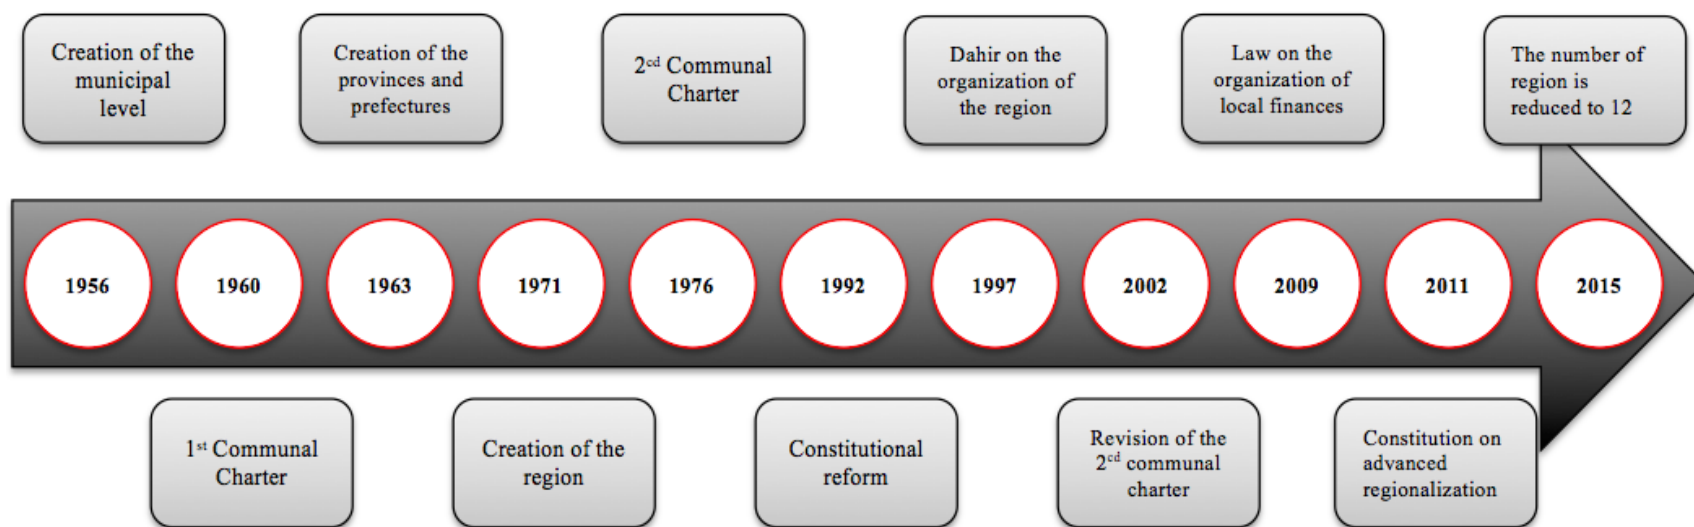 Creation of the
municipal
level
Creation of the
provinces and
prefectures
2cd Communal
Charter
Dahir on the
organization of
the region
Law on the
organization of
local finances
The number of
region is
reduced to 12
1956
1960
1963
1971
1976
1992
1997
2002
2009
2011
2015
1st Communal
Charter
Creation of the
region
Constitutional
reform
Revision of the
2cd communal
charter
Constitution on
advanced
regionalization